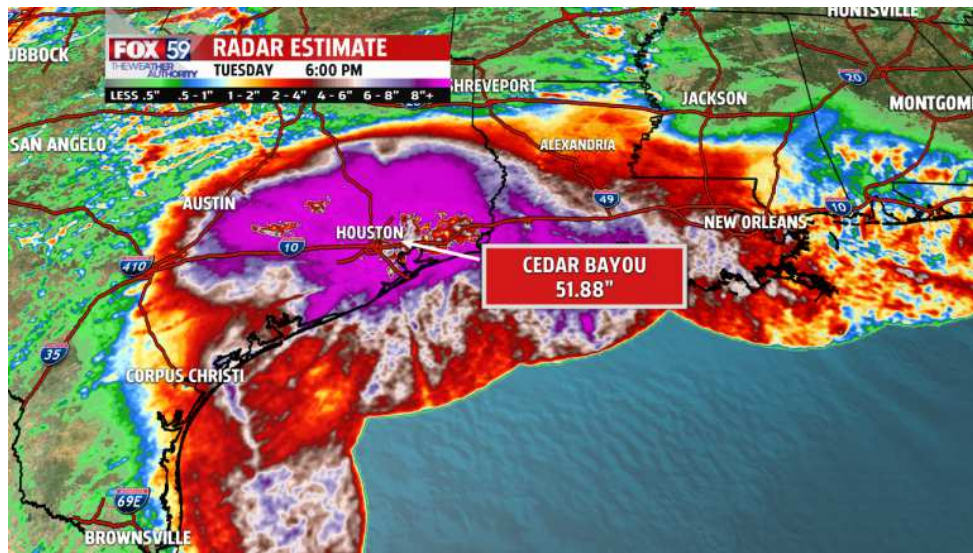 HUNTSVILLE
UBBOCK
FOX 59
THE WEATHER
AUTHORITY
RADAR ESTIMATE
TUESDAY 6:00 PM
LESS .5" .5 - 1" 1 - 2" 2 - 4" 4 - 6" 6 - 8" 8"+
20
SHREVEPORT
JACKSON
MONTGOM
SAN ANGELO
ALEXANDRIA
AUSTIN
49
10
NEW ORLEANS
HOUSTON
10
410
CEDAR BAYOU
51.88"
35
CORPUS CHRISTI
69E
BROWNSVILLE